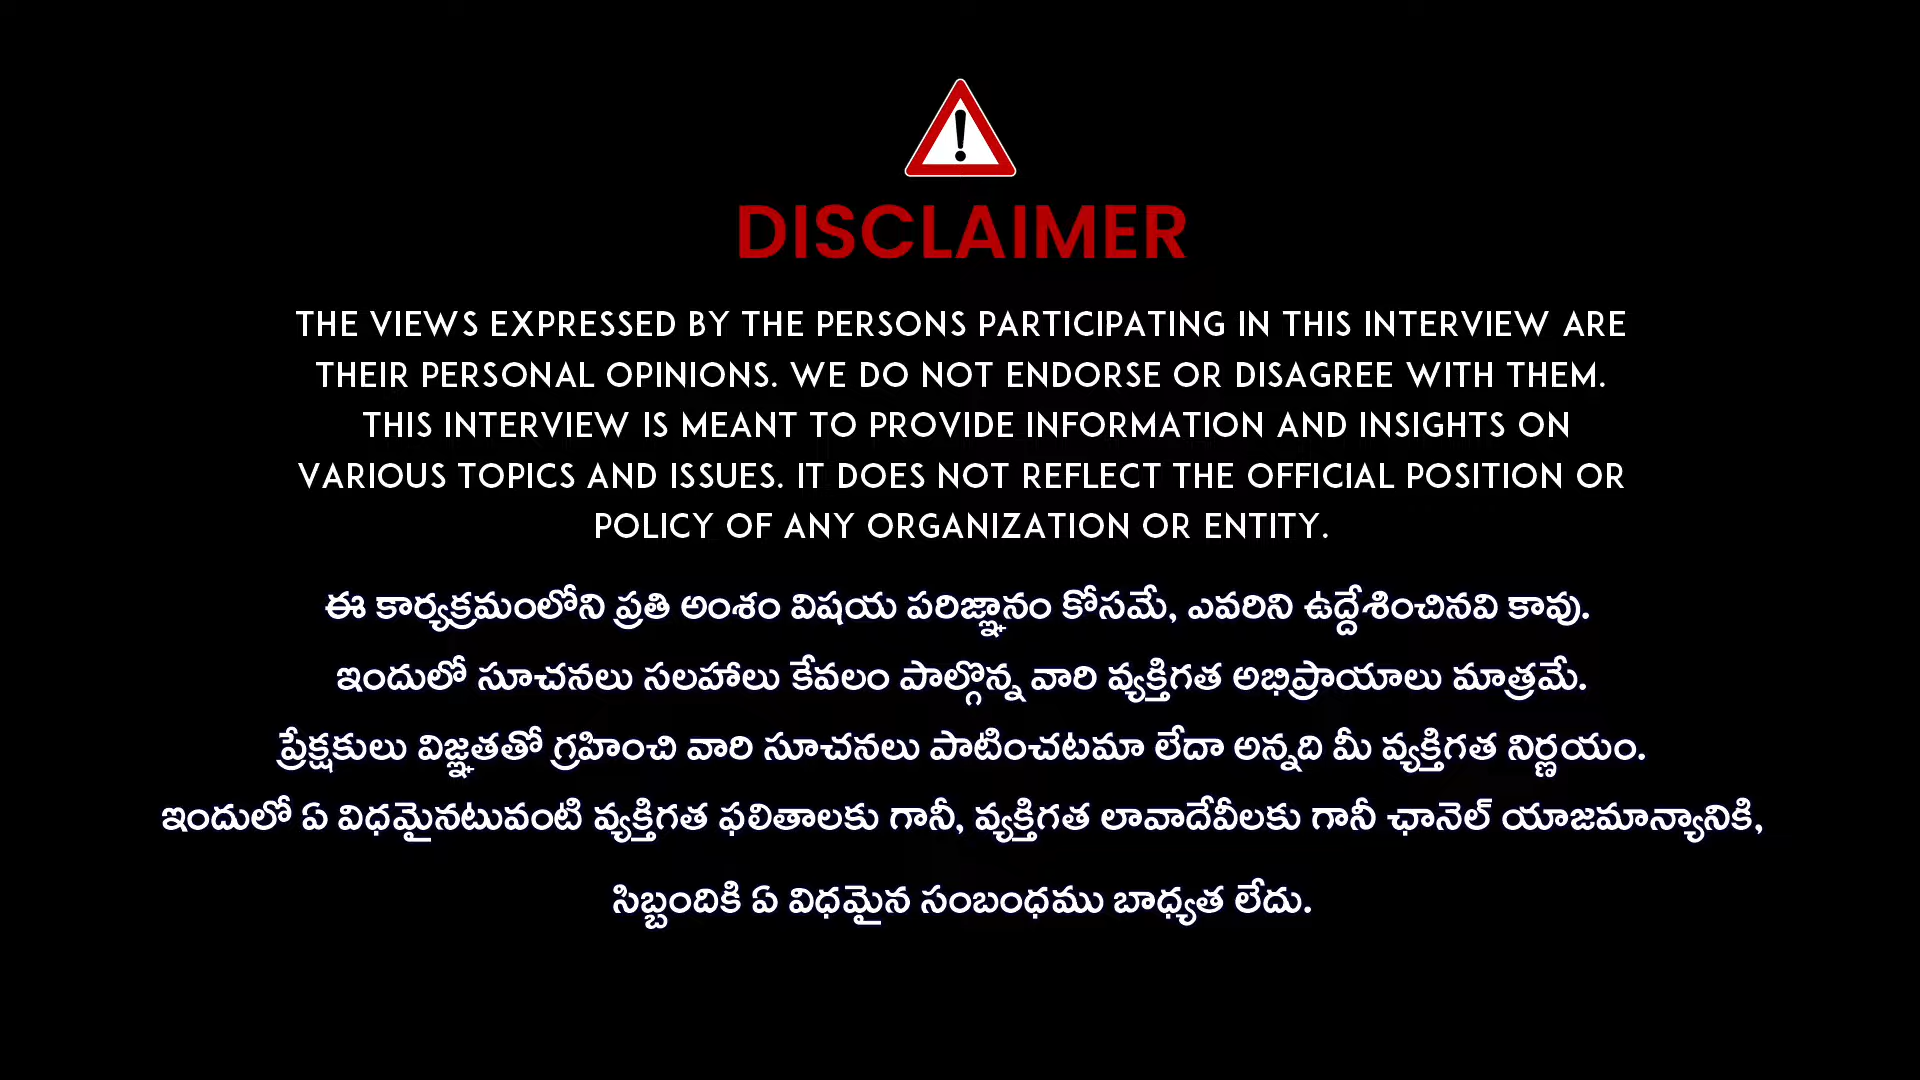 DISCLAIMER
THE VIEWS EXPRESSED BY THE PERSONS PARTICIPATING IN THIS INTERVIEW ARE
THEIR PERSONAL OPINIONS. WE DO NOT ENDORSE OR DISAGREE WITH THEM.
THIS INTERVIEW IS MEANT TO PROVIDE INFORMATION AND INSIGHTS ON
VARIOUS TOPICS AND ISSUES. IT DOES NOT REFLECT THE OFFICIAL POSITION OR
POLICY OF ANY ORGANIZATION OR ENTITY.
ఈ కార్యక్రమంలోని ప్రతి అంశం విషయ పరిజ్ఞానం కోసమే, ఎవరిని ఉద్దేశించినవి కావు.
ఇందులో సూచనలు సలహాలు కేవలం పాల్గొన్న వారి వ్యక్తిగత అభిప్రాయాలు మాత్రమే.
ప్రేక్షకులు విజ్ఞతతో గ్రహించి వారి సూచనలు పాటించటమా లేదా అన్నది మీ వ్యక్తిగత నిర్ణయం.
ఇందులో ఏ విధమైనటువంటి వ్యక్తిగత ఫలితాలకు గానీ, వ్యక్తిగత లావాదేవీలకు గానీ ఛానెల్ యాజమాన్యానికి,
సిబ్బందికి ఏ విధమైన సంబంధము బాధ్యత లేదు.